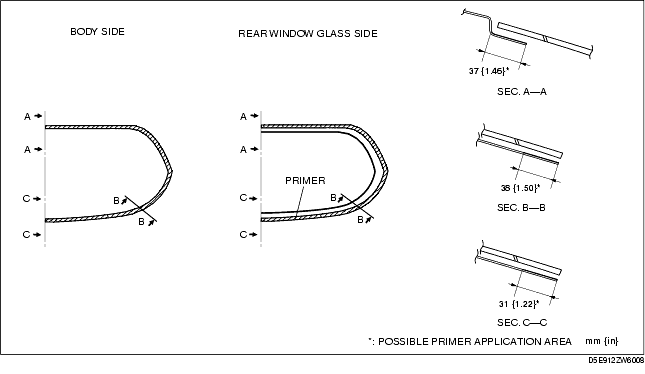 BODY SIDE
REAR WINDOW GLASS SIDE
37 {1.46}*
SEC. A—A
A
A
A
A
PRIMER
38 {1.50}*
SEC. B—B
C
B
B
C
C
B
B
C
31 {1.22}*
SEC. C—C
*: POSSIBLE PRIMER APPLICATION AREA mm {in}
D5E912ZW6008